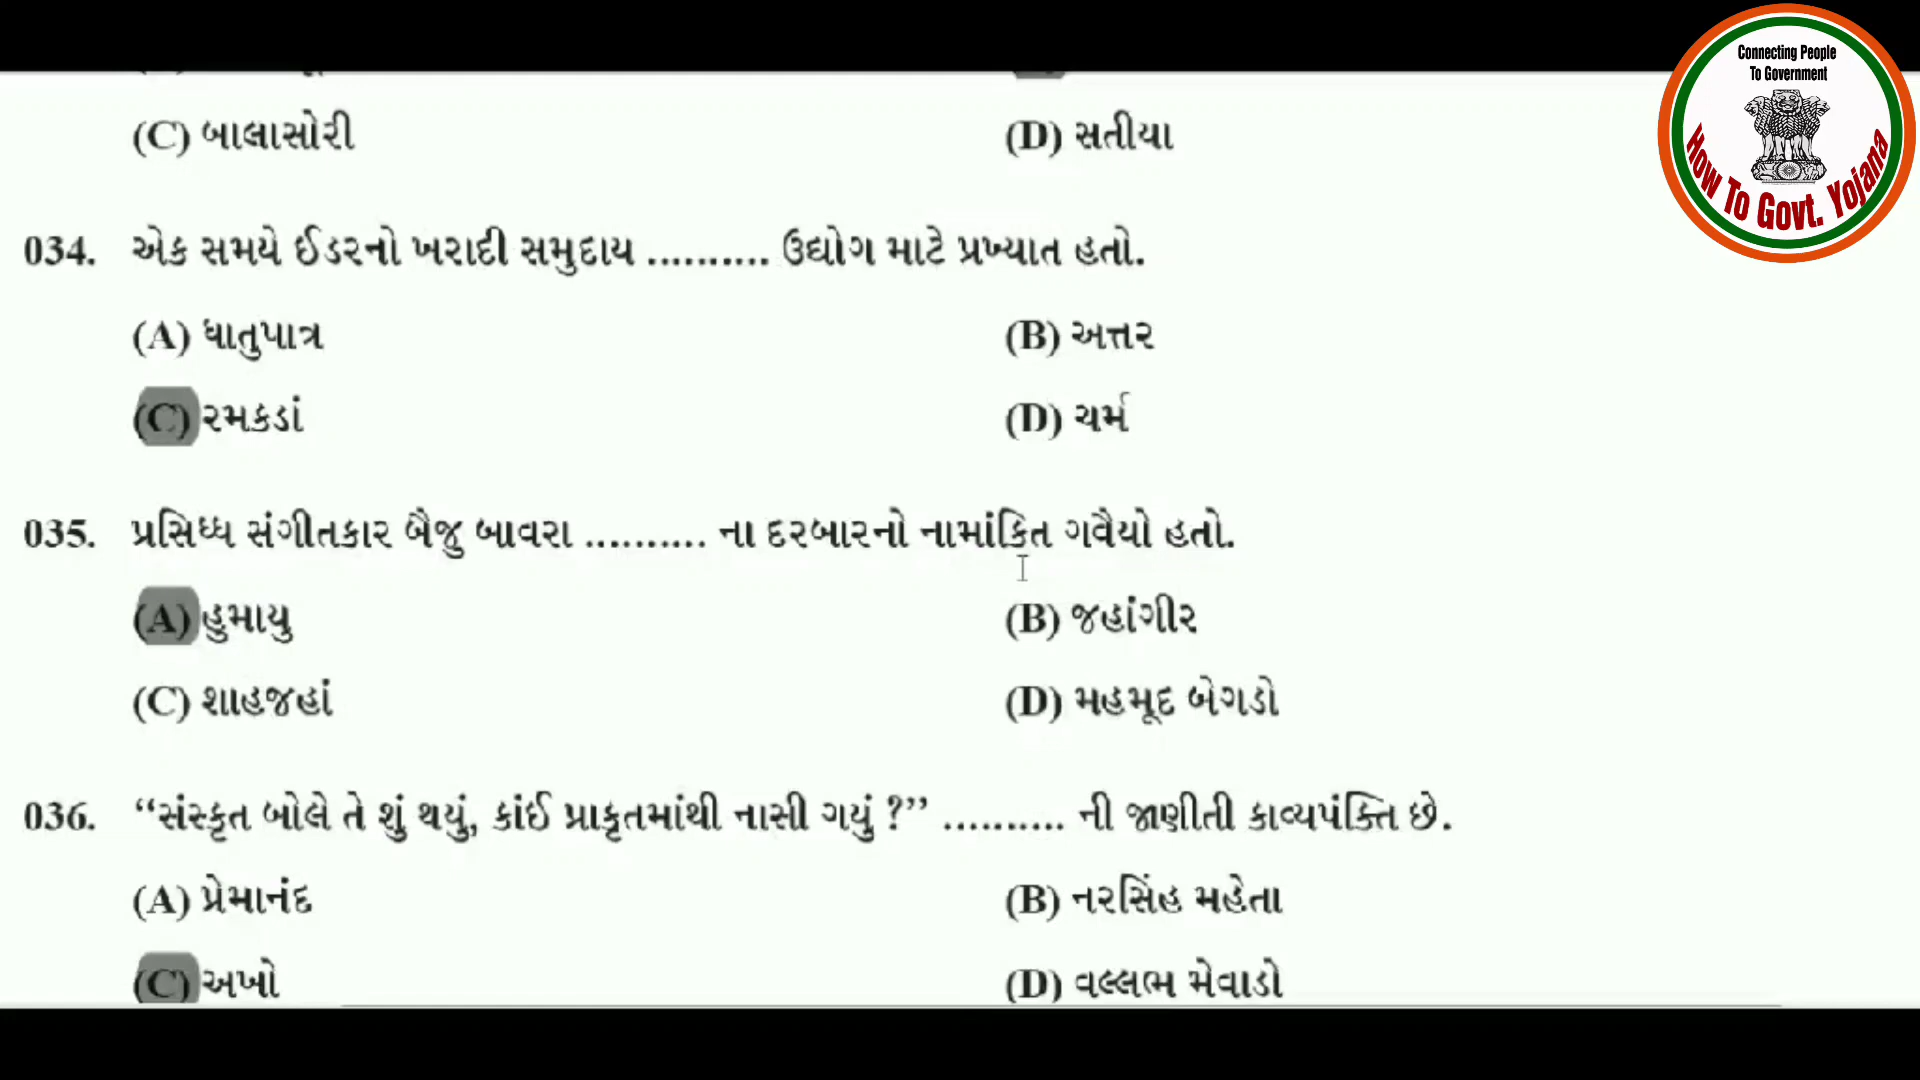 Connecting People
To Government
How To Govt. Yojana
(C) બાલાસોરી (D) સતીયા
034. એક સમયે ઈડરનો ખરાદી સમુદાય .......... ઉદ્યોગ માટે પ્રખ્યાત હતો.
(A) ધાતુપાત્ર (B) અત્તર
(C) રમકડાં (D) ચર્મ
035. પ્રસિધ્ધ સંગીતકાર બૈજુ બાવરા .......... ના દરબારનો નામાંકિત ગવૈયો હતો.
(A) હુમાયુ (B) જહાંગીર
(C) શાહજહાં (D) મહમૂદ બેગડો
036. “સંસ્કૃત બોલે તે શું થયું, કાંઈ પ્રાકૃતમાંથી નાસી ગયું ?” .......... ની જાણીતી કાવ્યપંક્તિ છે.
(A) પ્રેમાનંદ (B) નરસિંહ મહેતા
(C) અખો (D) વલ્લભ મેવાડો